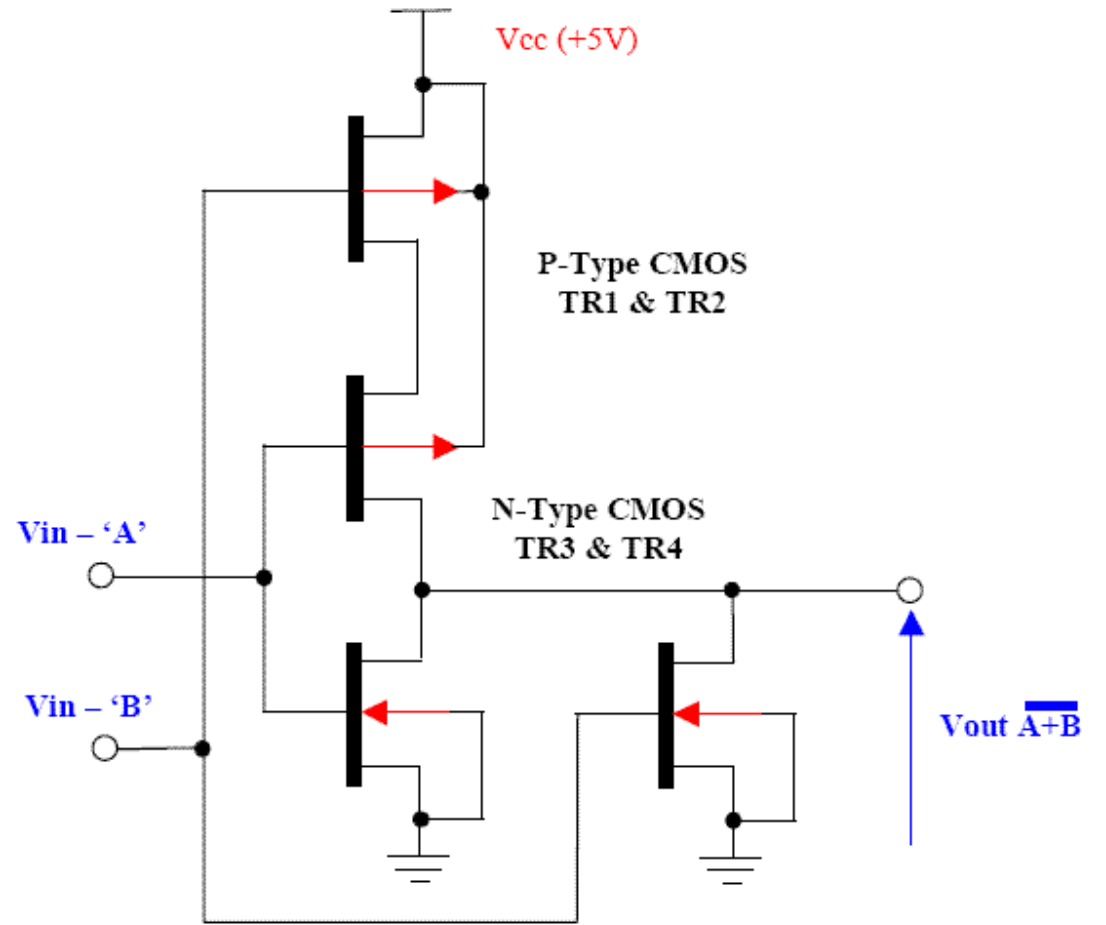 Vcc (+5V)
P-Type CMOS
TR1 & TR2
N-Type CMOS
TR3 & TR4
Vin – ‘A’
Vin – ‘B’
Vout A+B